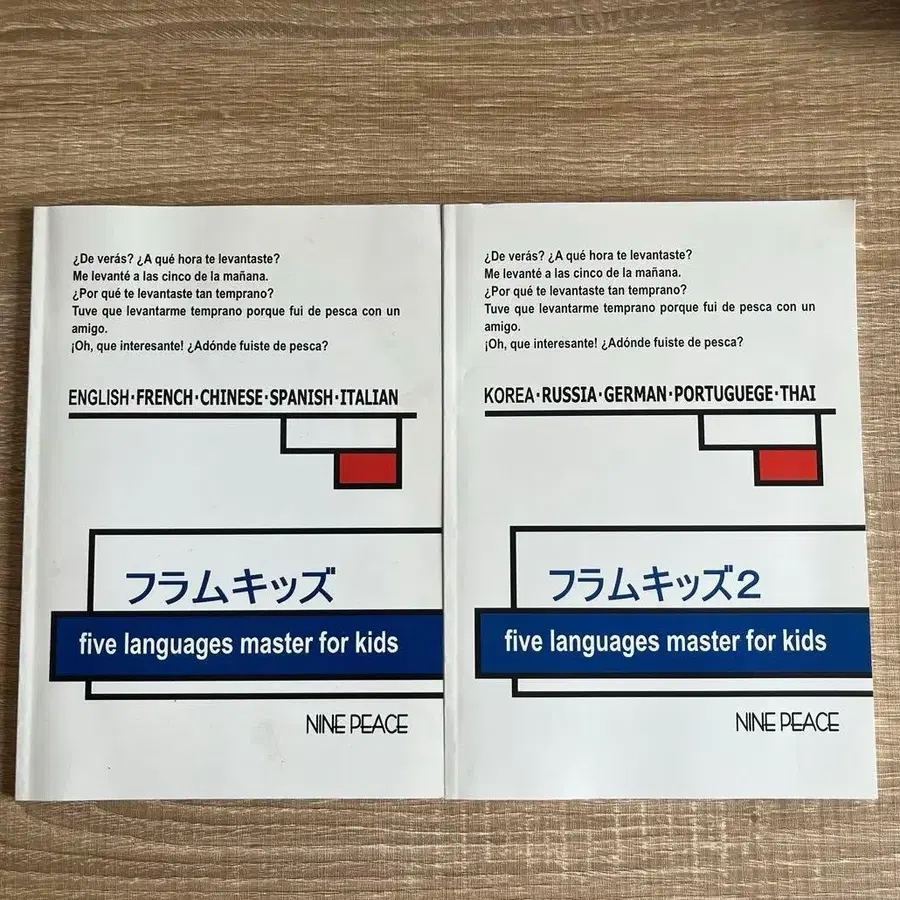 ¿De verás? ¿A qué hora te levantaste?
Me levanté a las cinco de la mañana.
¿Por qué te levantaste tan temprano?
Tuve que levantarme temprano porque fui de pesca con un
amigo.
¡Oh, que interesante! ¿Adónde fuiste de pesca?
ENGLISH·FRENCH·CHINESE·SPANISH·ITALIAN
フラムキッズ
five languages master for kids
NINE PEACE
¿De verás? ¿A qué hora te levantaste?
Me levanté a las cinco de la mañana.
¿Por qué te levantaste tan temprano?
Tuve que levantarme temprano porque fui de pesca con un
amigo.
¡Oh, que interesante! ¿Adónde fuiste de pesca?
KOREA·RUSSIA·GERMAN·PORTUGUEGE·THAI
フラムキッズ2
five languages master for kids
NINE PEACE